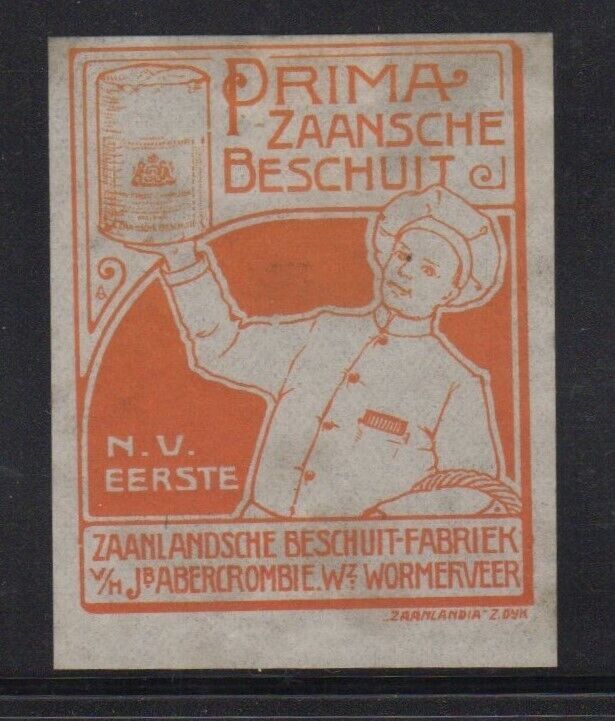 PRIMA
ZAANSCHE
BESCHUIT
N.V.
EERSTE
ZAANLANDSCHE BESCHUIT-FABRIEK
V/H JB ABERCROMBIE.WZ. WORMERVEER
„ZAANLANDIA" Z.DYK